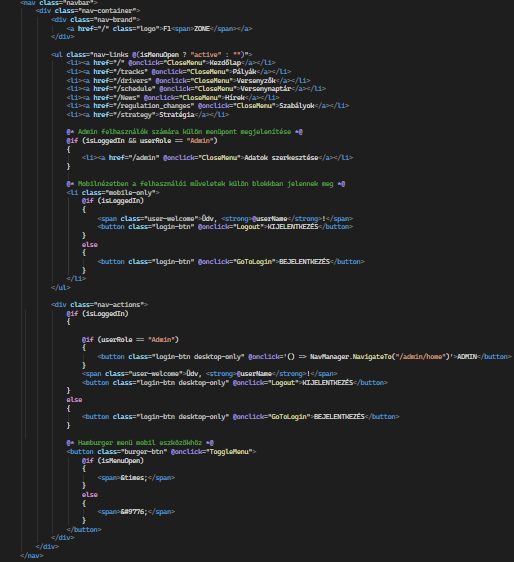 <nav class="navbar">
<div class="nav-container">
<div class="nav-brand">
<a href="/" class="logo">F1<span>ZONE</span></a>
</div>
<ul class="nav-links @(isMenuOpen ? "active" : "")">
<li><a href="/" @onclick="CloseMenu">Kezdőlap</a></li>
<li><a href="/tracks" @onclick="CloseMenu">Pályák</a></li>
<li><a href="/drivers" @onclick="CloseMenu">Versenyzők</a></li>
<li><a href="/schedule" @onclick="CloseMenu">Versenynaptár</a></li>
<li><a href="/News" @onclick="CloseMenu">Hírek</a></li>
<li><a href="/regulation_changes" @onclick="CloseMenu">Szabályok</a></li>
<li><a href="/strategy">Stratégia</a></li>
@* Admin felhasználók számára külön menüpont megjelenítése *@
@if (isLoggedIn && userRole == "Admin")
{
<li><a href="/admin" @onclick="CloseMenu">Adatok szerkesztése</a></li>
}
@* Mobilnézetben a felhasználói műveletek külön blokkban jelennek meg *@
<li class="mobile-only">
@if (isLoggedIn)
{
<span class="user-welcome">Üdv, <strong>@userName</strong>!</span>
<button class="login-btn" @onclick="Logout">KIJELENTKEZÉS</button>
}
else
{
<button class="login-btn" @onclick="GoToLogin">BEJELENTKEZÉS</button>
}
</li>
</ul>
<div class="nav-actions">
@if (isLoggedIn)
{
@if (userRole == "Admin")
{
<button class="login-btn desktop-only" @onclick='() => NavManager.NavigateTo("/admin/home")'>ADMIN</button>
}
<span class="user-welcome">Üdv, <strong>@userName</strong>!</span>
<button class="login-btn desktop-only" @onclick="Logout">KIJELENTKEZÉS</button>
}
else
{
<button class="login-btn desktop-only" @onclick="GoToLogin">BEJELENTKEZÉS</button>
}
@* Hamburger menü mobil eszközökhöz *@
<button class="burger-btn" @onclick="ToggleMenu">
@if (isMenuOpen)
{
<span>&times;</span>
}
else
{
<span>&#9776;</span>
}
</button>
</div>
</div>
</nav>